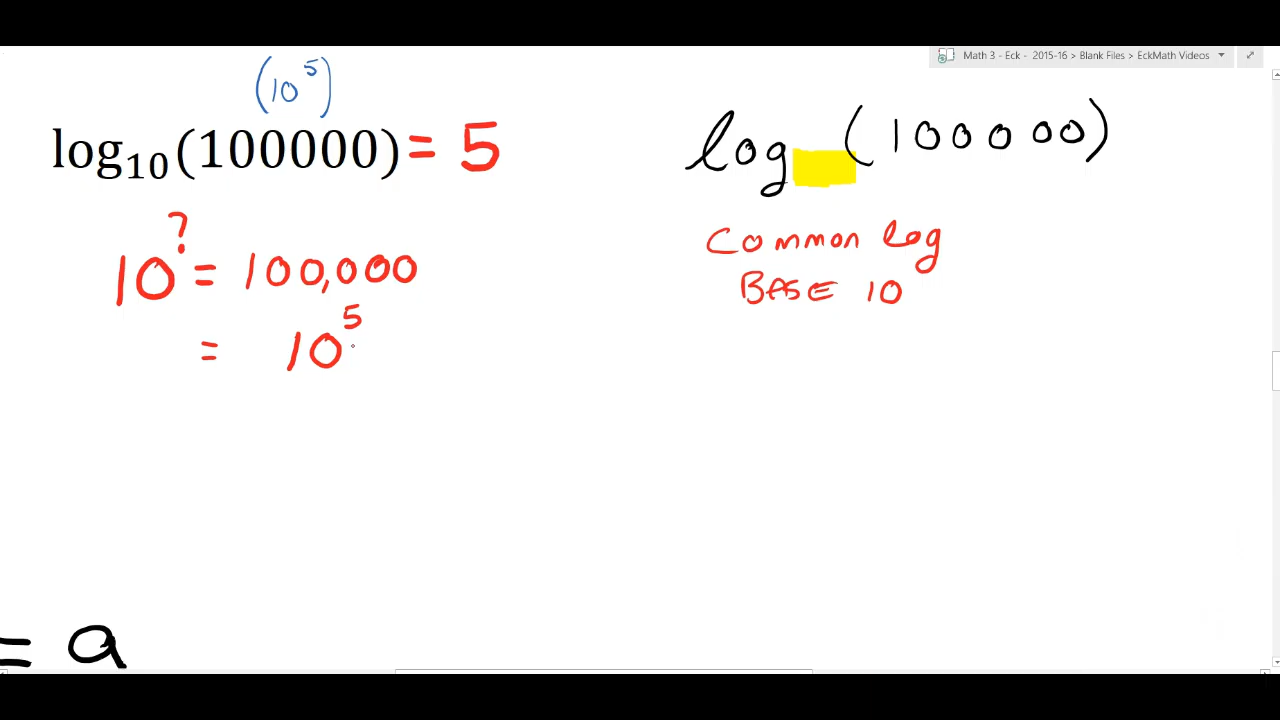 Math 3 - Eck - 2015-16 > Blank Files > EckMath Videos
(10⁵)
log₁₀(100000) = 5
10^? = 100,000
= 10⁵
log (100000)
Common log
BASE 10
= a